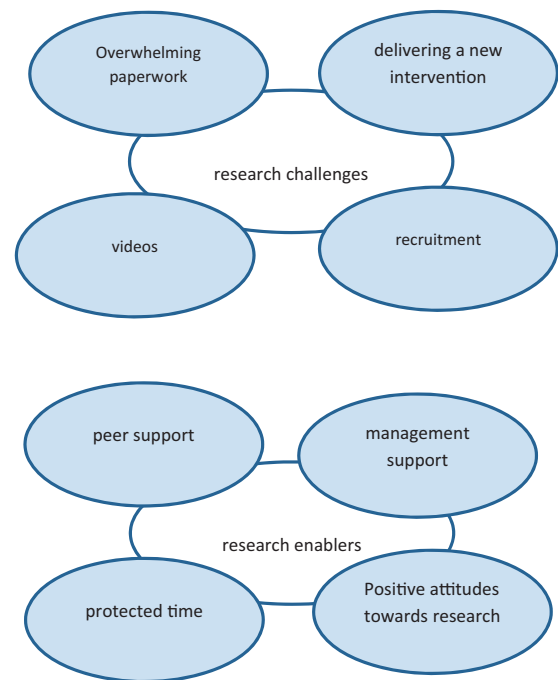 Overwhelming
paperwork
delivering a new
intervention
research challenges
videos
recruitment
peer support
management
support
research enablers
protected time
Positive attitudes
towards research